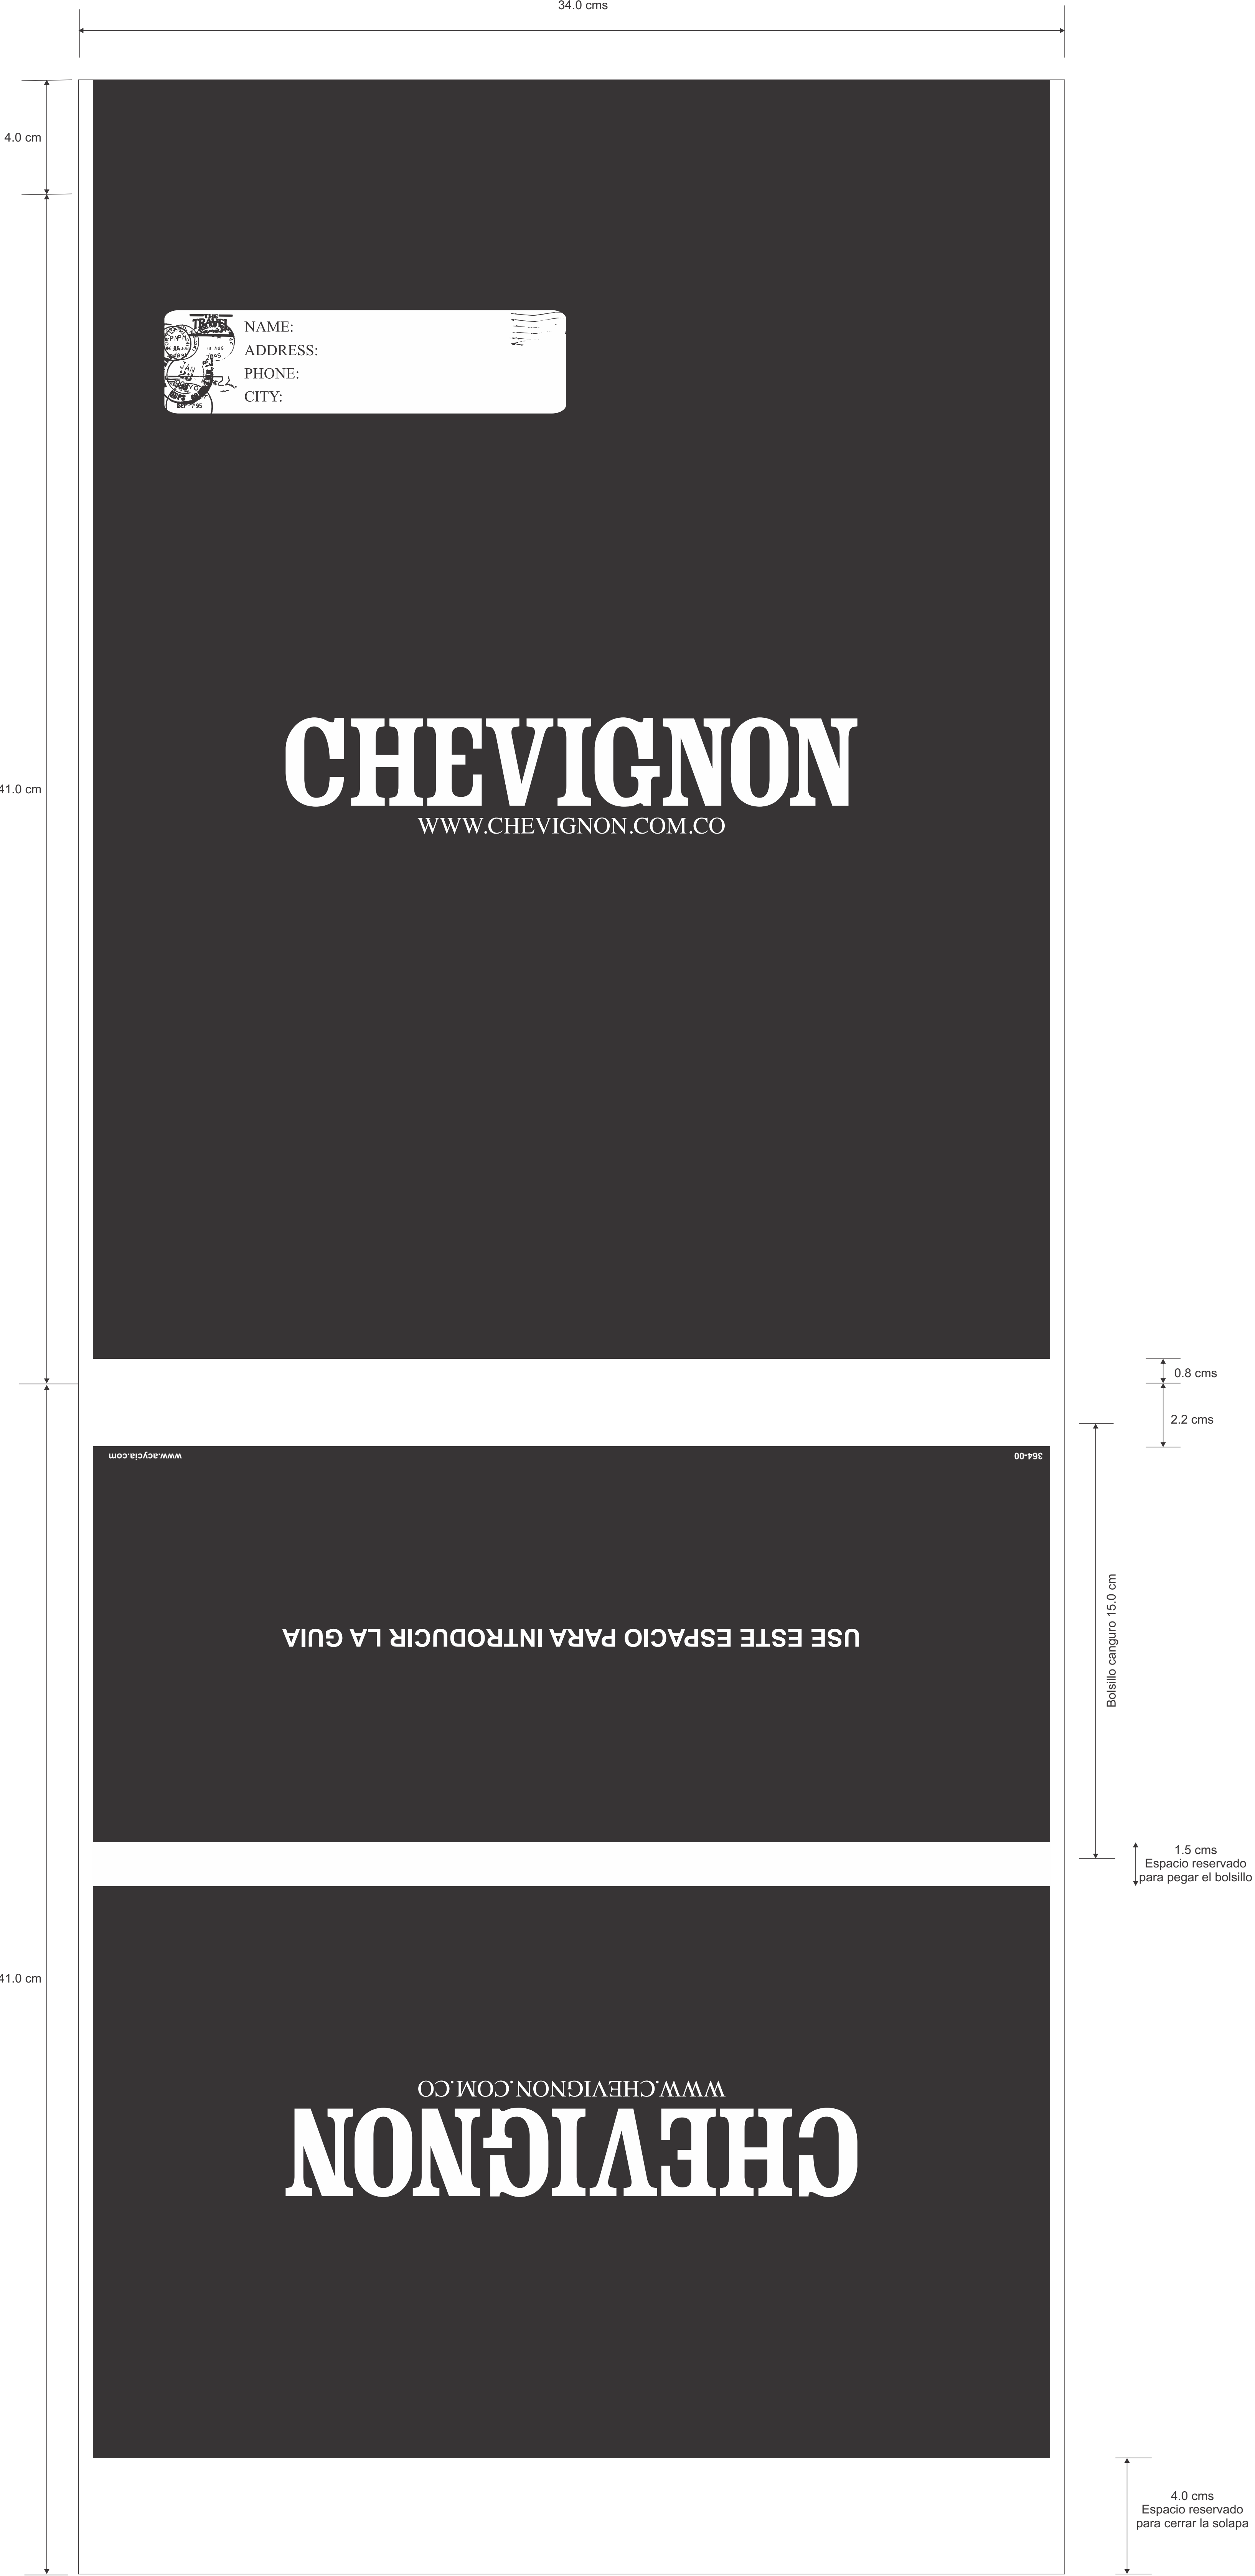 34.0 cms
4.0 cm
THE
TRAVEL
NAME:
ADDRESS:
PHONE:
CITY:
41.0 cm
CHEVIGNON
WWW.CHEVIGNON.COM.CO
0.8 cms
2.2 cms
www.acycia.com
364-00
USE ESTE ESPACIO PARA INTRODUCIR LA GUIA
Bolsillo canguro 15.0 cm
1.5 cms
Espacio reservado
para pegar el bolsillo
41.0 cm
WWW.CHEVIGNON.COM.CO
CHEVIGNON
4.0 cms
Espacio reservado
para cerrar la solapa